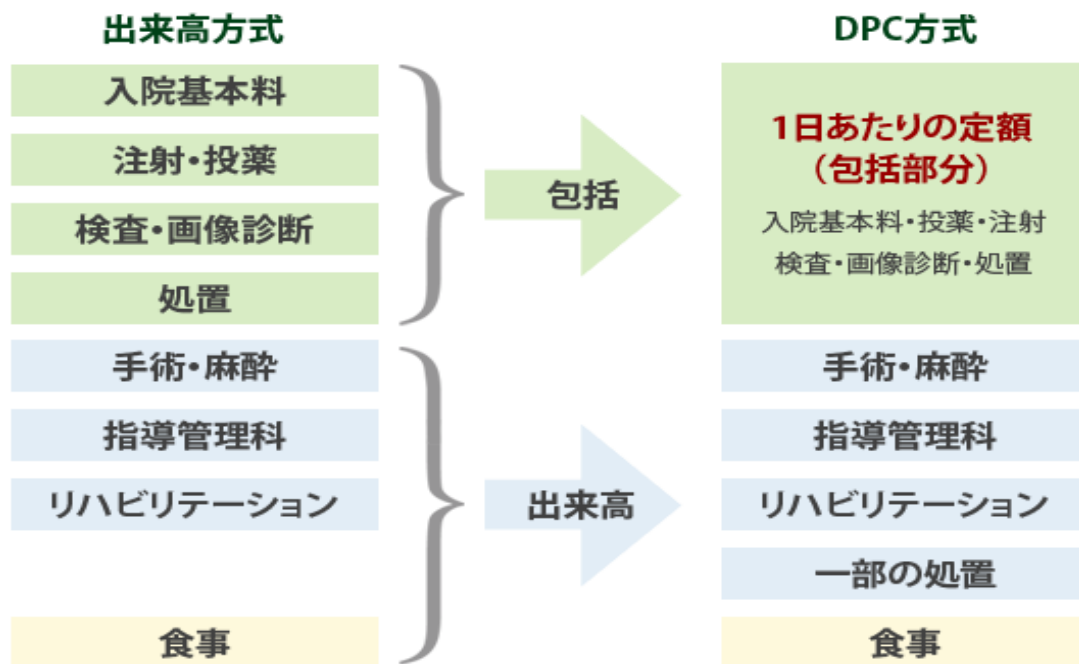 出来高方式
入院基本料
注射・投薬
検査・画像診断
処置
手術・麻酔
指導管理科
リハビリテーション
食事
包括
出来高
DPC方式
1日あたりの定額
（包括部分）
入院基本料・投薬・注射
検査・画像診断・処置
手術・麻酔
指導管理科
リハビリテーション
一部の処置
食事